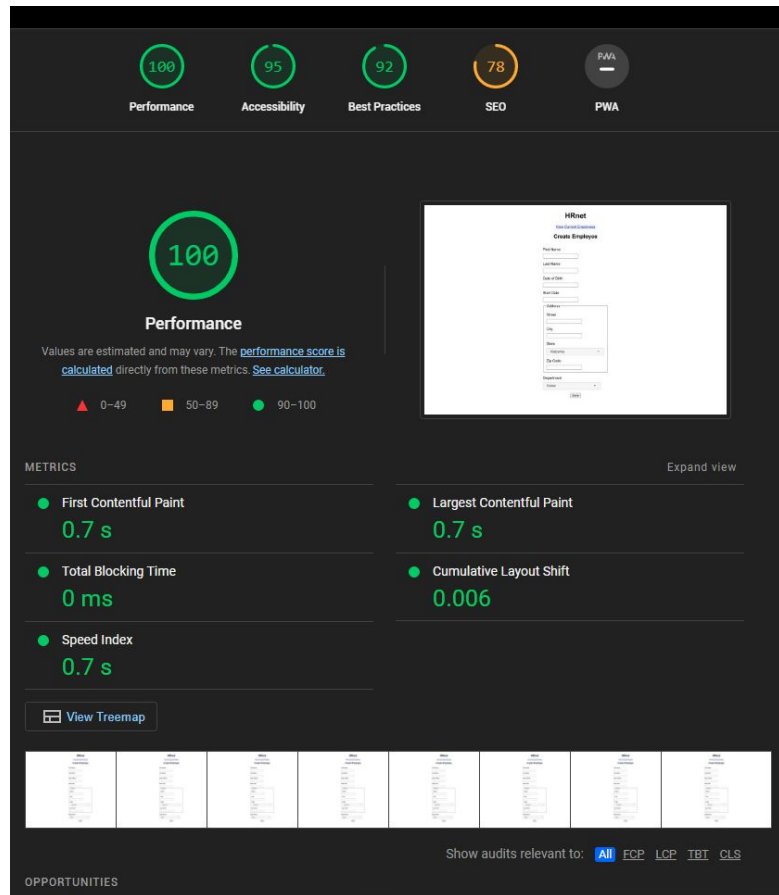 100 95 92 78 PWA
Performance Accessibility Best Practices SEO PWA
100
Performance
Values are estimated and may vary. The performance score is
calculated directly from these metrics. See calculator.
0–49 50–89 90–100
HRnet
View Current Employees
Create Employee
First Name
Last Name
Date of Birth
Start Date
Address
Street
City
State
Zip Code
Department
METRICS Expand view
First Contentful Paint
0.7 s
Largest Contentful Paint
0.7 s
Total Blocking Time
0 ms
Cumulative Layout Shift
0.006
Speed Index
0.7 s
View Treemap
Show audits relevant to: All FCP LCP TBT CLS
OPPORTUNITIES